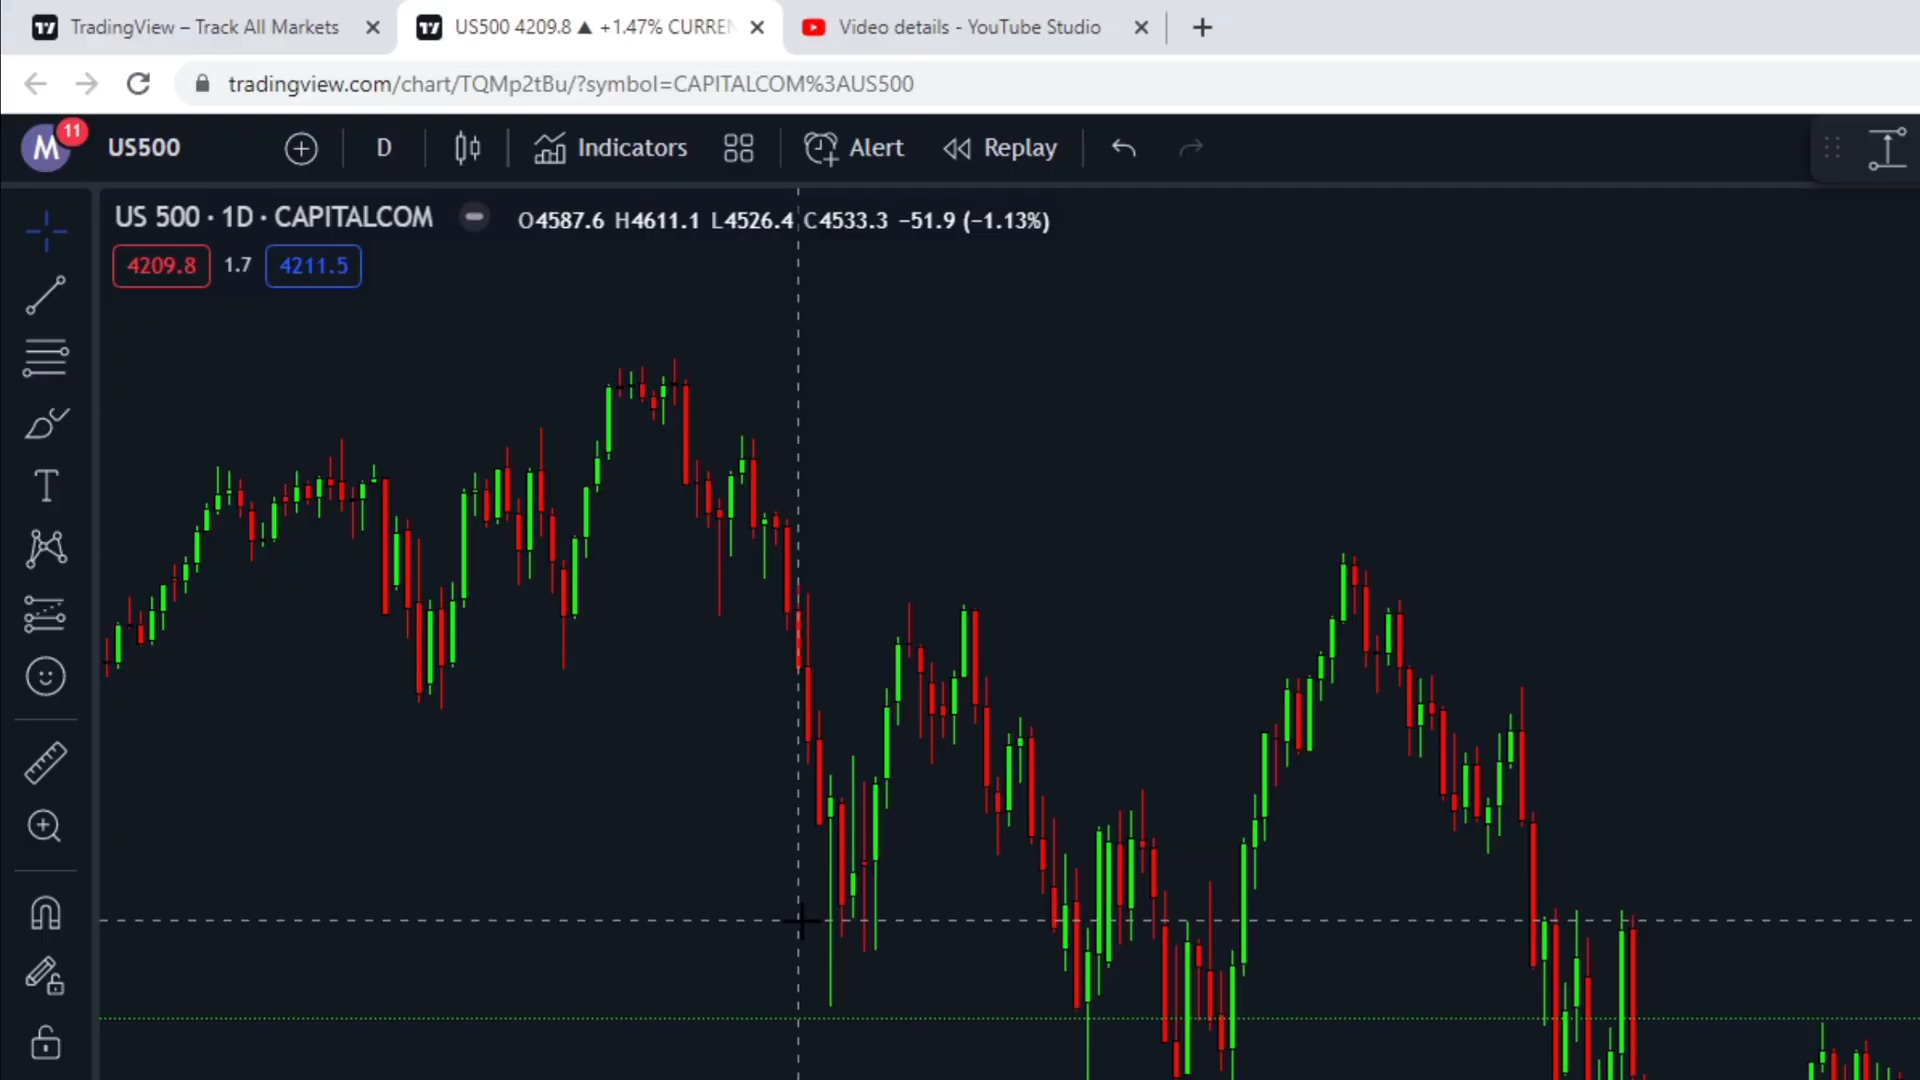 TradingView – Track All Markets
US500 4209.8 ▲ +1.47% CURREN
Video details - YouTube Studio
tradingview.com/chart/TQMp2tBu/?symbol=CAPITALCOM%3AUS500
M
11
US500
D
Indicators
Alert
Replay
US 500 · 1D · CAPITALCOM
O4587.6 H4611.1 L4526.4 C4533.3 −51.9 (−1.13%)
4209.8
1.7
4211.5